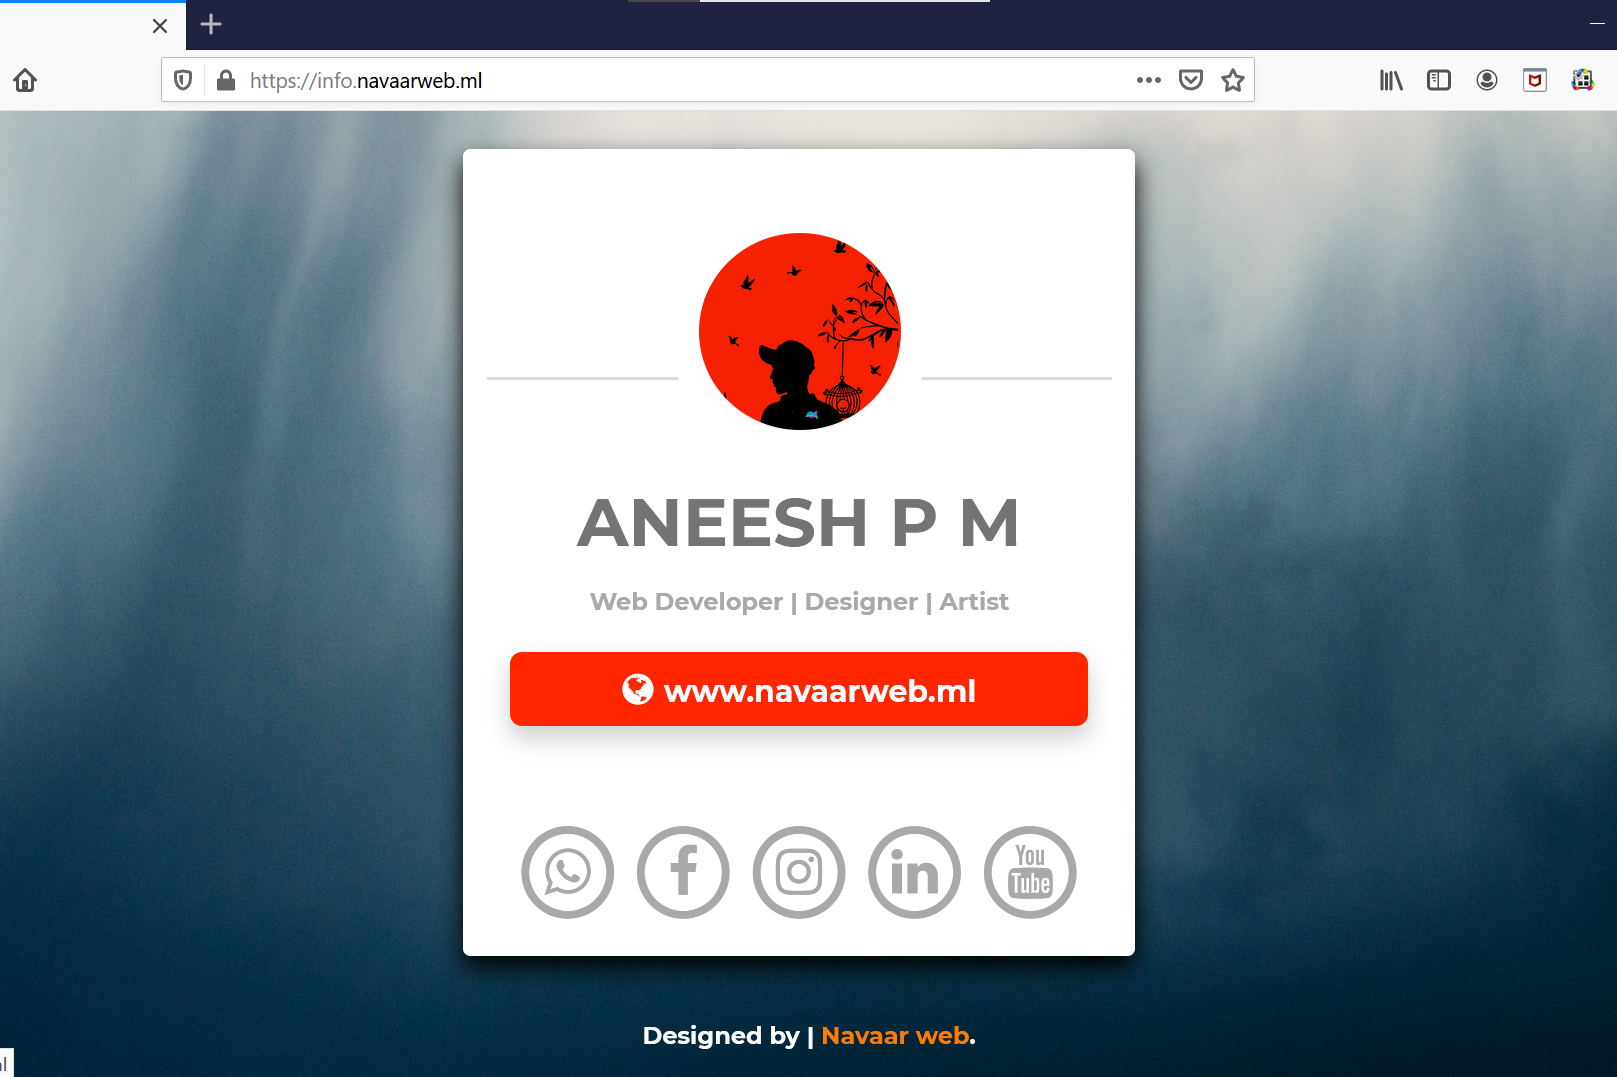 https://info.navaarweb.ml
ANEESH P M
Web Developer | Designer | Artist
www.navaarweb.ml
You
Tube
Designed by | Navaar web.